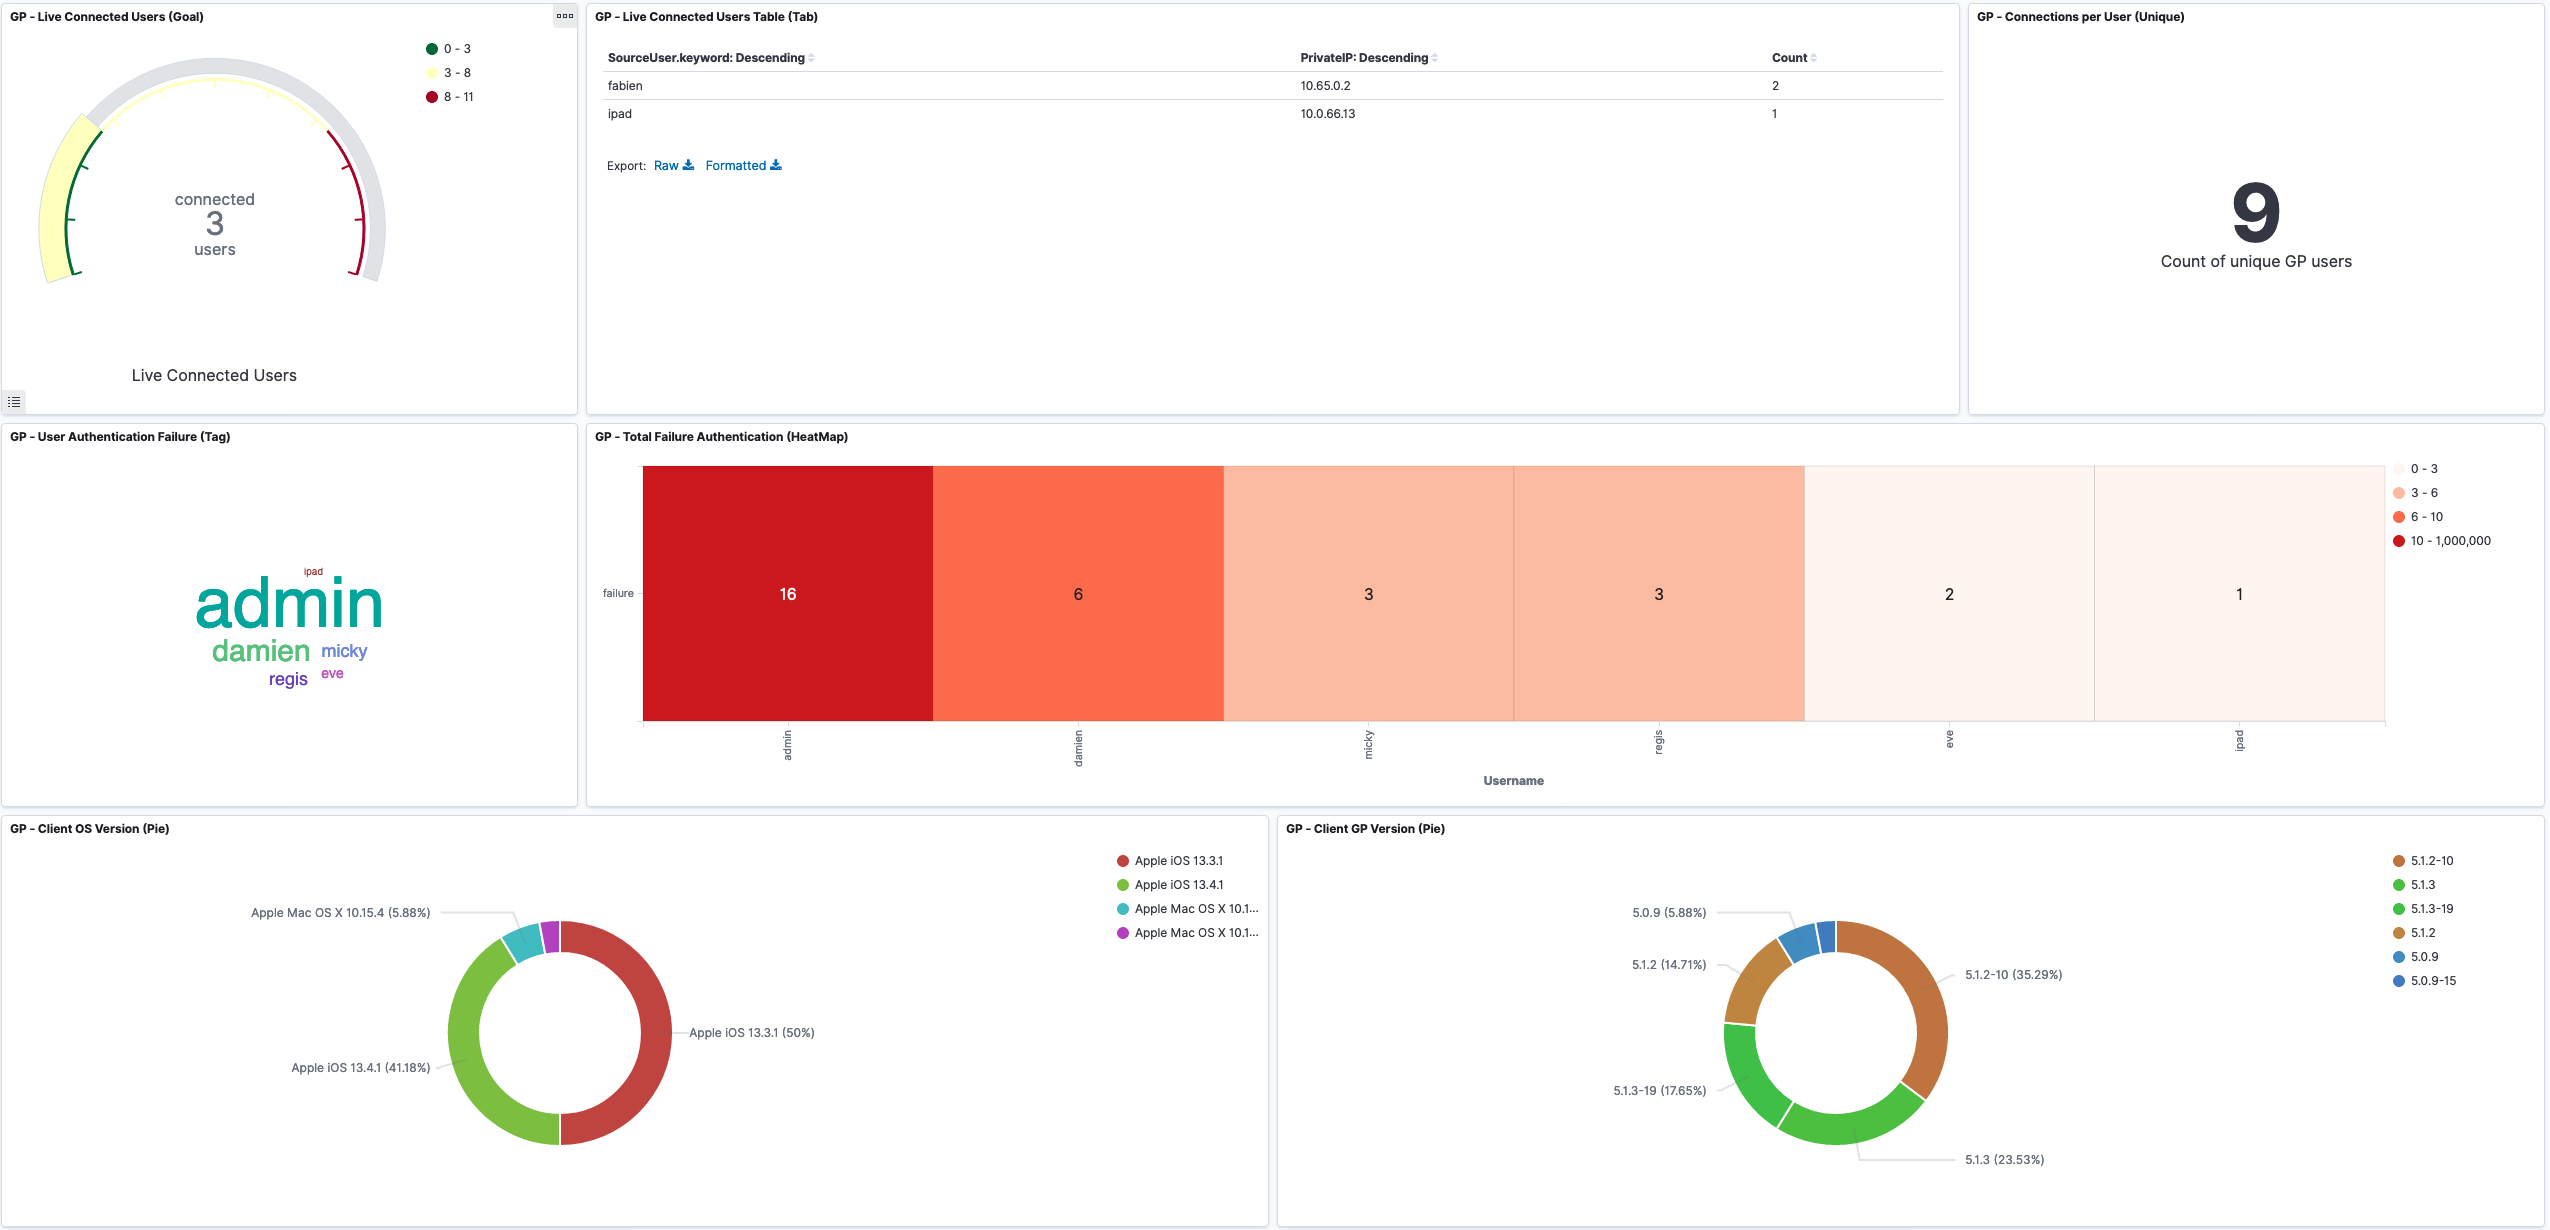 GP - Live Connected Users (Goal)
0 - 3
3 - 8
8 - 11
connected
3
users
Live Connected Users
GP - Live Connected Users Table (Tab)
SourceUser.keyword: Descending PrivateIP: Descending Count
fabien 10.65.0.2 2
ipad 10.0.66.13 1
Export: Raw Formatted
GP - Connections per User (Unique)
9
Count of unique GP users
GP - User Authentication Failure (Tag)
ipad
admin
damien micky
regis eve
GP - Total Failure Authentication (HeatMap)
0 - 3
3 - 6
6 - 10
10 - 1,000,000
failure 16 6 3 3 2 1
admin damien micky regis eve ipad
Username
GP - Client OS Version (Pie)
Apple iOS 13.3.1
Apple iOS 13.4.1
Apple Mac OS X 10.1...
Apple Mac OS X 10.1...
Apple Mac OS X 10.15.4 (5.88%)
Apple iOS 13.3.1 (50%)
Apple iOS 13.4.1 (41.18%)
GP - Client GP Version (Pie)
5.1.2-10
5.1.3
5.1.3-19
5.1.2
5.0.9
5.0.9-15
5.0.9 (5.88%)
5.1.2 (14.71%)
5.1.2-10 (35.29%)
5.1.3-19 (17.65%)
5.1.3 (23.53%)